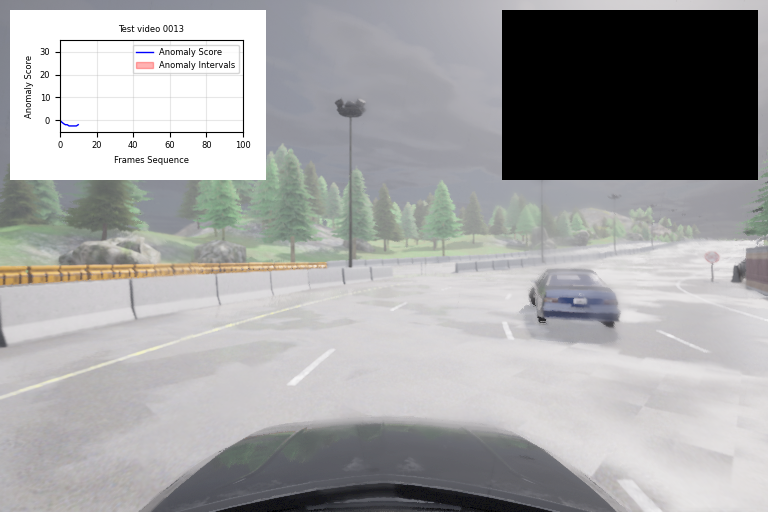 Test video 0013
Anomaly Score
30
20
10
0
Anomaly Score
Anomaly Intervals
0 20 40 60 80 100
Frames Sequence